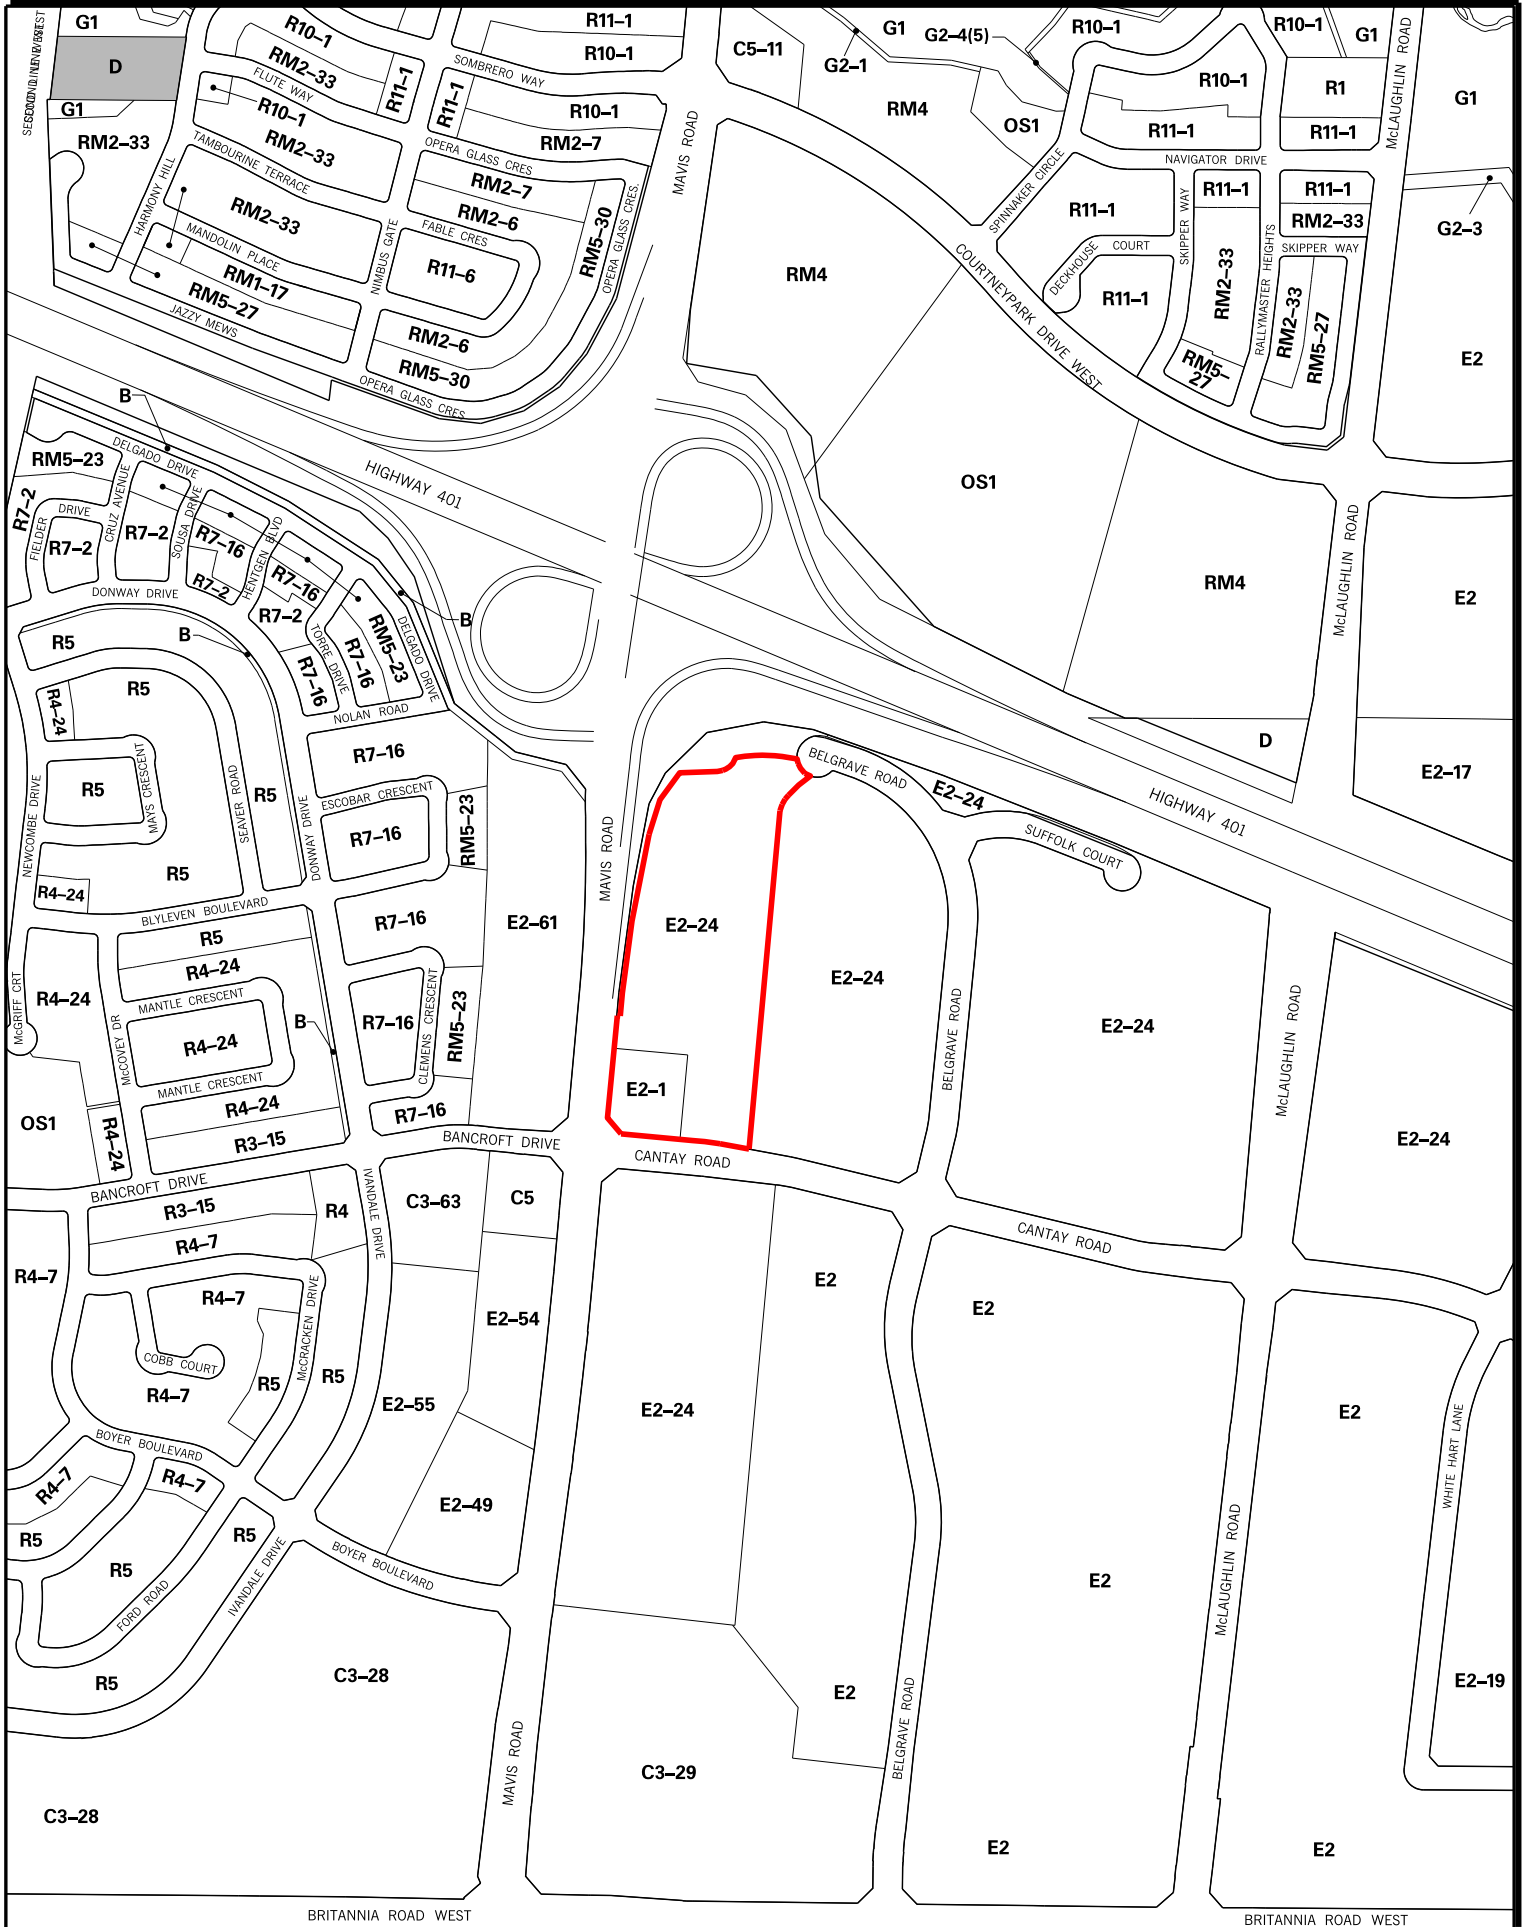 G1
D
G1
RM2–33
HARMONY HILL
R10–1
RM2–33
R11–1
FLUTE WAY
R10–1
RM2–33
TAMBOURINE TERRACE
RM2–33
MANDOLIN PLACE
RM1–17
RM5–27
JAZZY MEWS
NIMBUS GATE
R11–1
R10–1
SOMBRERO WAY
R11–1
R10–1
RM2–7
OPERA GLASS CRES
RM2–7
RM2–6
FABLE CRES
R11–6
RM5–30
OPERA GLASS CRES.
RM2–6
RM5–30
OPERA GLASS CRES
MAVIS ROAD
C5–11
G2–1
G1
G2–4(5)
RM4
OS1
RM4
R10–1
R10–1
R11–1
R10–1
G1
R1
R11–1
McLAUGHLIN ROAD
G1
NAVIGATOR DRIVE
SPINNAKER CIRCLE
R11–1
DECKHOUSE
COURT
R11–1
SKIPPER WAY
R11–1
RM2–33
RM5–
27
RALLYMASTER HEIGHTS
R11–1
RM2–33
SKIPPER WAY
RM2–33
RM5–27
G2–3
E2
COURTNEYPARK DRIVE WEST
OS1
RM4
McLAUGHLIN ROAD
E2
D
E2–17
HIGHWAY 401
HIGHWAY 401
B
DELGADO DRIVE
RM5–23
R7–2
FIELDER
DRIVE
R7–2
CRUZ AVENUE
R7–2
SOUSA DRIVE
R7–16
R7–2
HENTGEN BLVD
R7–16
R7–2
DONWAY DRIVE
B
B
RM5–23
DELGADO DRIVE
R7–16
TORRE DRIVE
R7–16
NOLAN ROAD
R5
R5
R4–24
R5
MAYS CRESCENT
NEWCOMBE DRIVE
SEAVER ROAD
R5
R5
R4–24
DONWAY DRIVE
R7–16
ESCOBAR CRESCENT
R7–16
RM5–23
BLYLEVEN BOULEVARD
R5
R4–24
MANTLE CRESCENT
R4–24
MANTLE CRESCENT
R4–24
R3–15
B
R7–16
R7–16
CLEMENS CRESCENT
RM5–23
R7–16
E2–61
MAVIS ROAD
R4–24
McGRIFF CRT
McCOVEY DR
OS1
R4–24
BANCROFT DRIVE
BANCROFT DRIVE
E2–24
E2–1
E2–24
BELGRAVE ROAD
E2–24
SUFFOLK COURT
BELGRAVE ROAD
E2–24
McLAUGHLIN ROAD
E2–24
CANTAY ROAD
CANTAY ROAD
R3–15
R4–7
R4
IVANDALE DRIVE
C3–63
C5
R4–7
R4–7
COBB COURT
R4–7
McCRACKEN DRIVE
R5
R5
E2–54
E2–55
E2–49
BOYER BOULEVARD
R4–7
R4–7
R5
R5
FORD ROAD
R5
IVANDALE DRIVE
R5
BOYER BOULEVARD
C3–28
C3–28
MAVIS ROAD
E2–24
E2
E2
C3–29
BELGRAVE ROAD
E2
E2
E2
McLAUGHLIN ROAD
E2
WHITE HART LANE
E2–19
E2
BRITANNIA ROAD WEST
BRITANNIA ROAD WEST